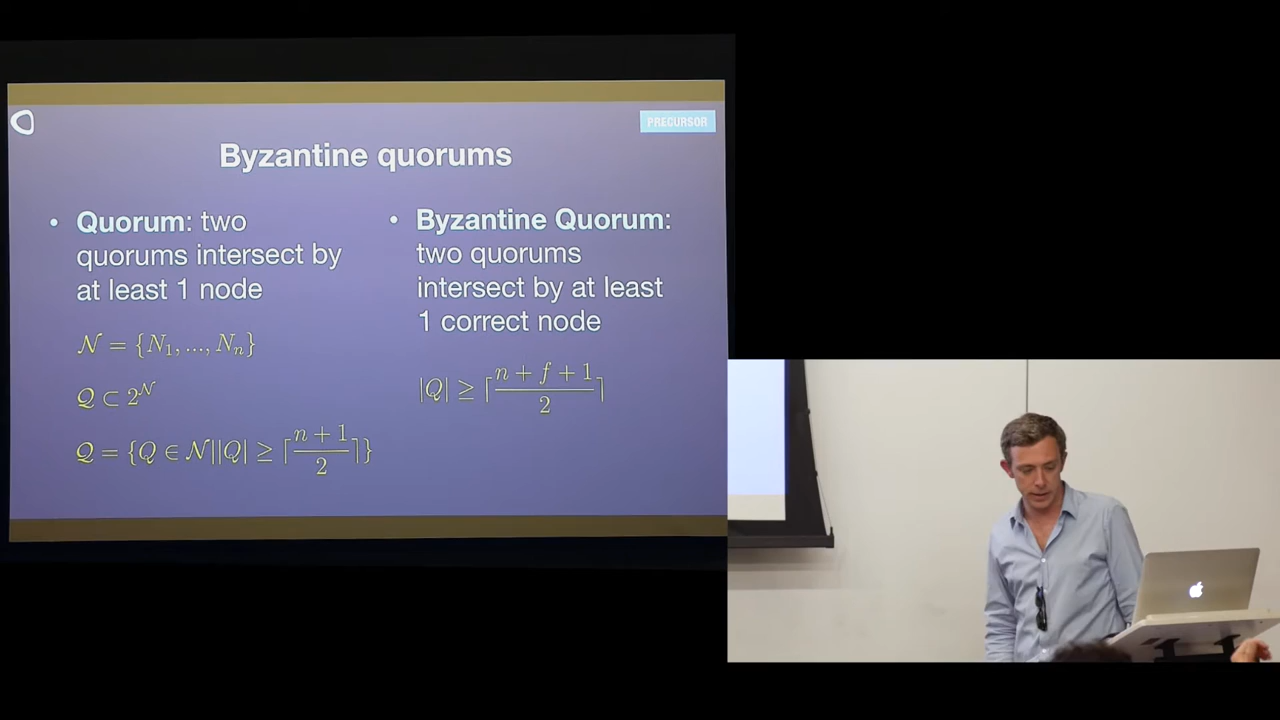 PRECURSOR
Byzantine quorums
• Quorum: two
quorums intersect by
at least 1 node
𝒩 = {N₁, ..., Nₙ}
𝒬 ⊂ 2^𝒩
𝒬 = {Q ∈ 𝒩||Q| ≥ ⌈(n + 1)/2⌉}
• Byzantine Quorum:
two quorums
intersect by at least
1 correct node
|Q| ≥ ⌈(n + f + 1)/2⌉